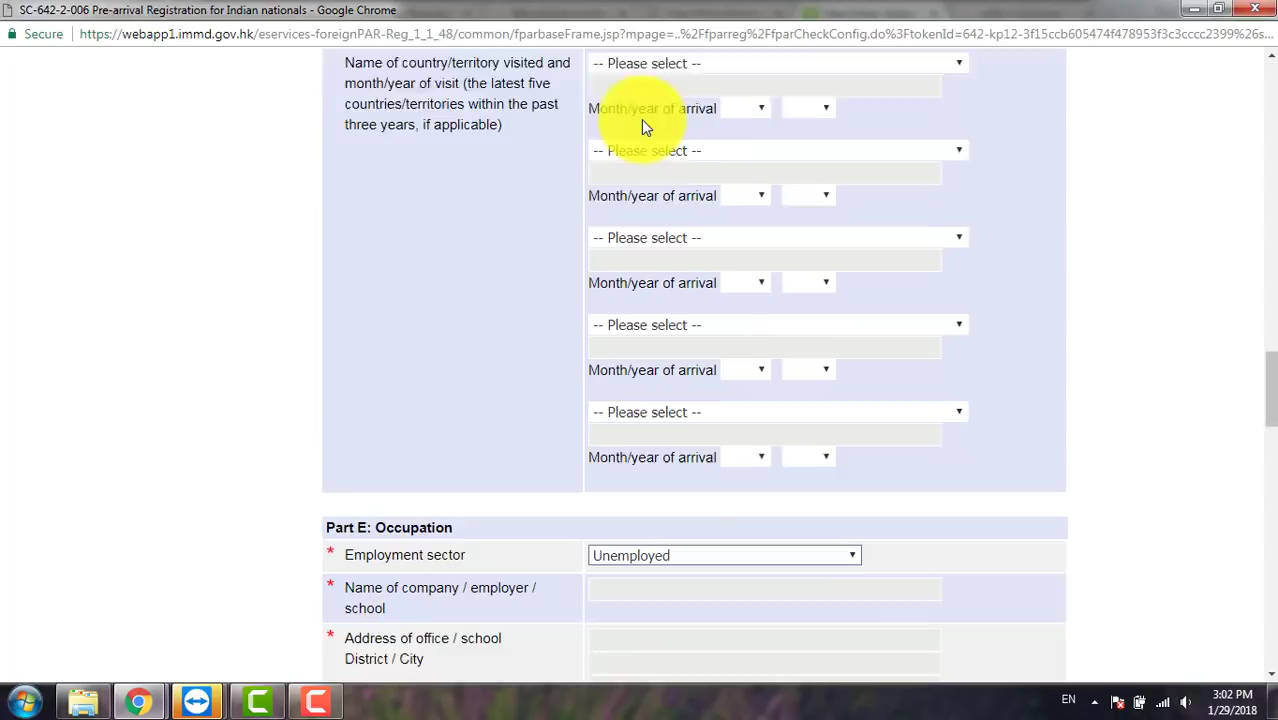 SC-642-2-006 Pre-arrival Registration for Indian nationals - Google Chrome
Secure https://webapp1.immd.gov.hk/eservices-foreignPAR-Reg_1_1_48/common/fparbaseFrame.jsp?mpage=..%2Ffparreg%2FfparCheckConfig.do%3FtokenId=642-kp12-3f15ccb605474f478953f3c3cccc2399%26s...
Name of country/territory visited and
month/year of visit (the latest five
countries/territories within the past
three years, if applicable)
-- Please select --
Month/year of arrival
-- Please select --
Month/year of arrival
-- Please select --
Month/year of arrival
-- Please select --
Month/year of arrival
-- Please select --
Month/year of arrival
Part E: Occupation
* Employment sector
Unemployed
* Name of company / employer /
school
* Address of office / school
District / City
EN
3:02 PM
1/29/2018